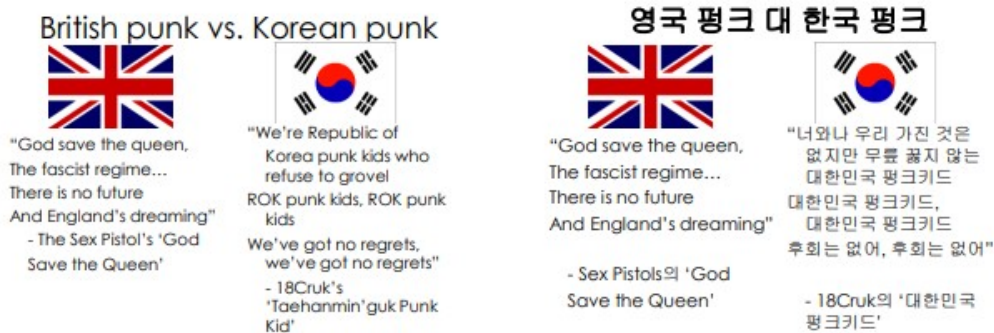 British punk vs. Korean punk
“God save the queen,
The fascist regime…
There is no future
And England’s dreaming”
- The Sex Pistol’s ‘God
Save the Queen’
“We’re Republic of
Korea punk kids who
refuse to grovel
ROK punk kids, ROK punk
kids
We’ve got no regrets,
we’ve got no regrets”
- 18Cruk’s
‘Taehanmin’guk Punk
Kid’
영국 펑크 대 한국 펑크
“God save the queen,
The fascist regime…
There is no future
And England’s dreaming”
- Sex Pistols의 ‘God
Save the Queen’
“너와나 우리 가진 것은
없지만 무릎 꿇지 않는
대한민국 펑크키드
대한민국 펑크키드,
대한민국 펑크키드
후회는 없어, 후회는 없어”
- 18Cruk의 ‘대한민국
펑크키드’